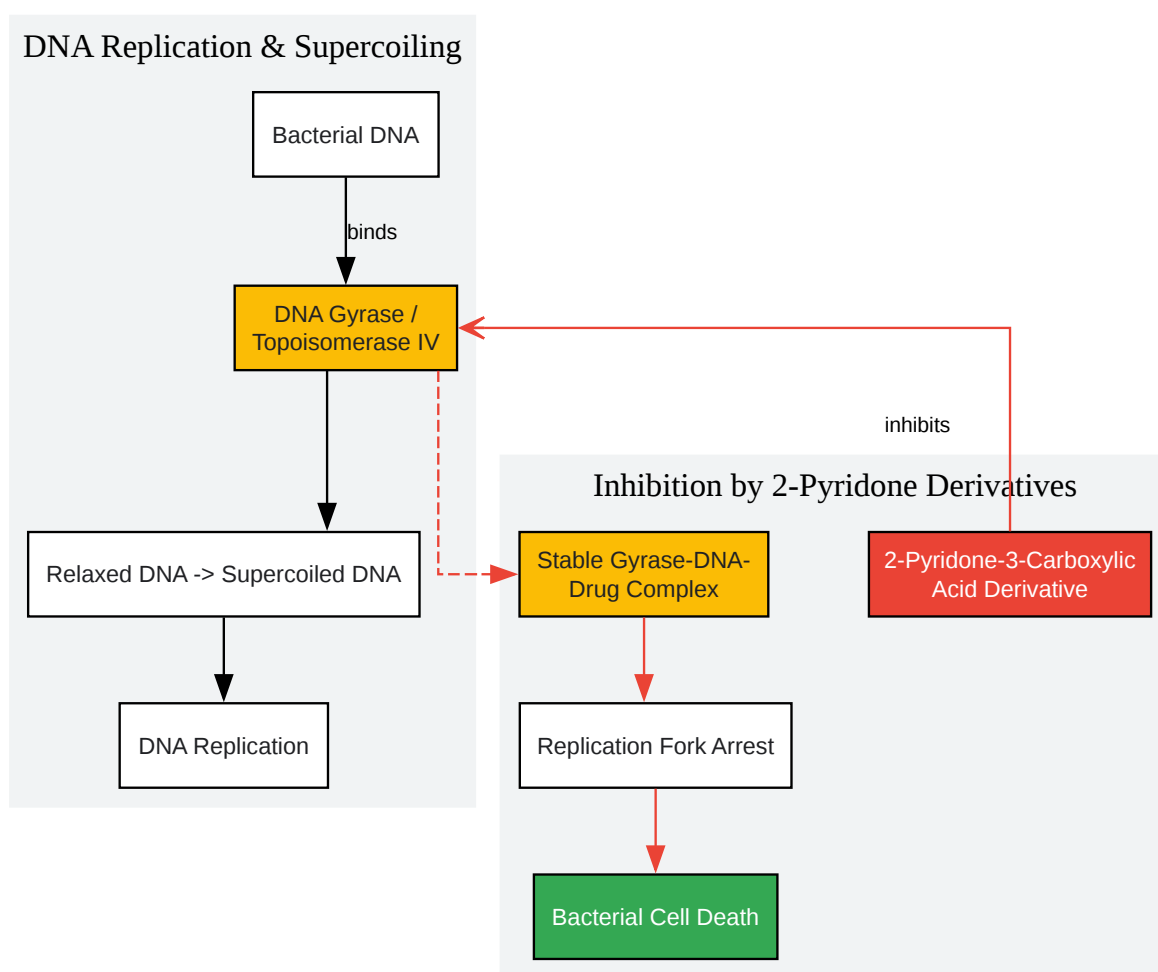 DNA Replication & Supercoiling
Bacterial DNA
binds
DNA Gyrase /
Topoisomerase IV
Relaxed DNA -> Supercoiled DNA
DNA Replication
inhibits
Inhibition by 2-Pyridone Derivatives
Stable Gyrase-DNA-
Drug Complex
2-Pyridone-3-Carboxylic
Acid Derivative
Replication Fork Arrest
Bacterial Cell Death